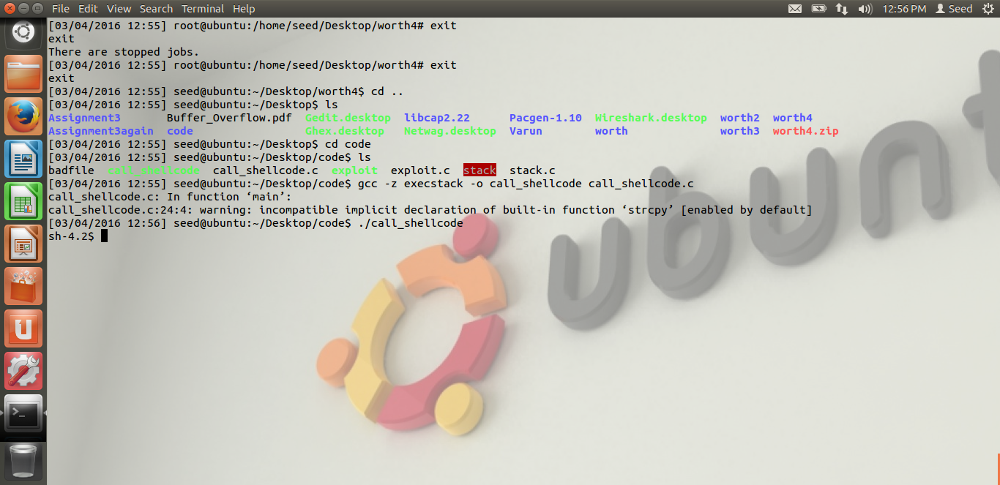 File Edit View Search Terminal Help 12:56 PM Seed
[03/04/2016 12:55] root@ubuntu:/home/seed/Desktop/worth4# exit
exit
There are stopped jobs.
[03/04/2016 12:55] root@ubuntu:/home/seed/Desktop/worth4# exit
exit
[03/04/2016 12:55] seed@ubuntu:~/Desktop/worth4$ cd ..
[03/04/2016 12:55] seed@ubuntu:~/Desktop$ ls
Assignment3 Buffer_Overflow.pdf Gedit.desktop libcap2.22 Pacgen-1.10 Wireshark.desktop worth2 worth4
Assignment3again code Ghex.desktop Netwag.desktop Varun worth worth3 worth4.zip
[03/04/2016 12:55] seed@ubuntu:~/Desktop$ cd code
[03/04/2016 12:55] seed@ubuntu:~/Desktop/code$ ls
badfile call_shellcode call_shellcode.c exploit exploit.c stack stack.c
[03/04/2016 12:55] seed@ubuntu:~/Desktop/code$ gcc -z execstack -o call_shellcode call_shellcode.c
call_shellcode.c: In function ‘main’:
call_shellcode.c:24:4: warning: incompatible implicit declaration of built-in function ‘strcpy’ [enabled by default]
[03/04/2016 12:56] seed@ubuntu:~/Desktop/code$ ./call_shellcode
sh-4.2$
ubunt